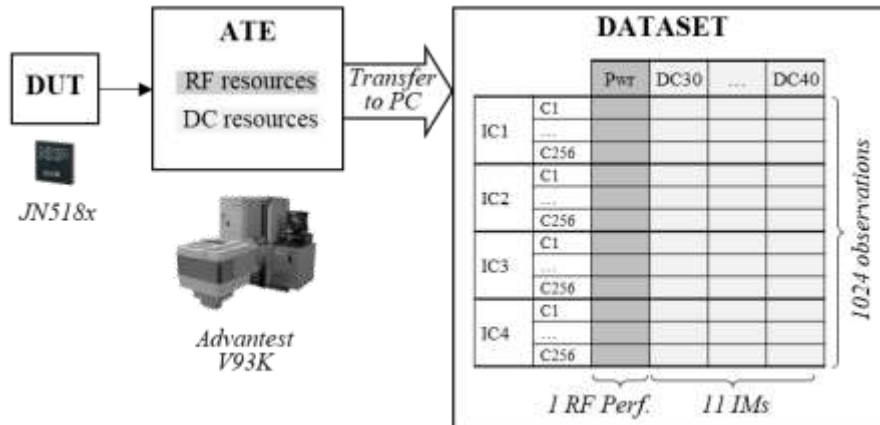 DUT
JN518x
ATE
RF resources
DC resources
Advantest
V93K
Transfer
to PC
DATASET
PWT DC30 ... DC40
IC1
C1
...
C256
IC2
C1
...
C256
IC3
C1
...
C256
IC4
C1
...
C256
1024 observations
1 RF Perf. 11 IMs